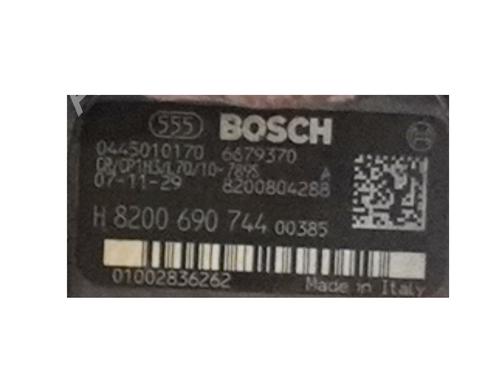 555 BOSCH
0445010170 6679370
CR/CP1H3/L70/10-789S A
07-11-29 8200804288
H 8200 690 744 00385
01002836262 Made in Italy